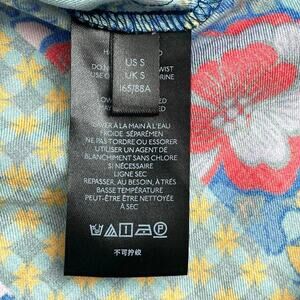 US S
UK S
165/88A
LAVER À LA MAIN À L'EAU
FROIDE SÉPARÉMEN
NE PAS TORDRE OU ESSORER
UTILISER UN AGENT DE
BLANCHIMENT SANS CHLORE
SI NÉCESSAIRE
LIGNE SEC
REPASSER, AU BESOIN, À TRÈS
BASSE TEMPÉRATURE
PEUT-ÊTRE ÊTRE NETTOYÉE
À SEC
不可拧绞